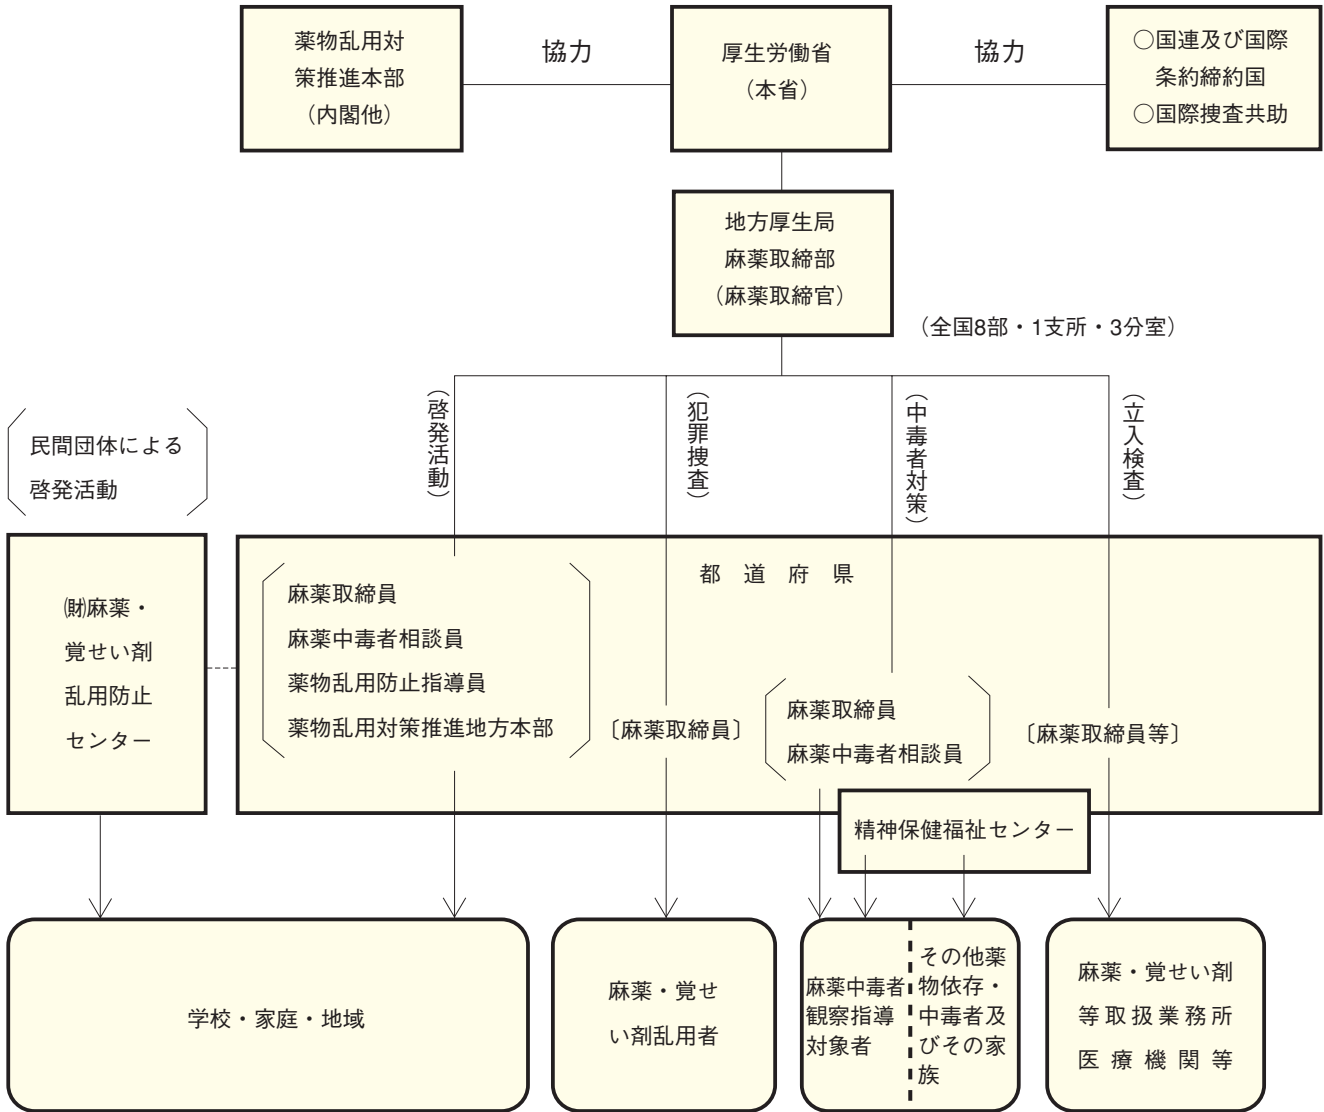 薬物乱用対
策推進本部
（内閣他）
協力
厚生労働省
（本省）
協力
○国連及び国際
条約締約国
○国際捜査共助
地方厚生局
麻薬取締部
（麻薬取締官）
（全国8部・1支所・3分室）
（啓発活動）
（犯罪捜査）
（中毒者対策）
（立入検査）
民間団体による
啓発活動
㈶麻薬・
覚せい剤
乱用防止
センター
都道府県
麻薬取締員
麻薬中毒者相談員
薬物乱用防止指導員
薬物乱用対策推進地方本部
〔麻薬取締員〕
麻薬取締員
麻薬中毒者相談員
〔麻薬取締員等〕
精神保健福祉センター
学校・家庭・地域
麻薬・覚せ
い剤乱用者
麻薬中毒者
観察指導
対象者
その他薬
物依存・
中毒者及
びその家
族
麻薬・覚せい剤
等取扱業務所
医療機関等